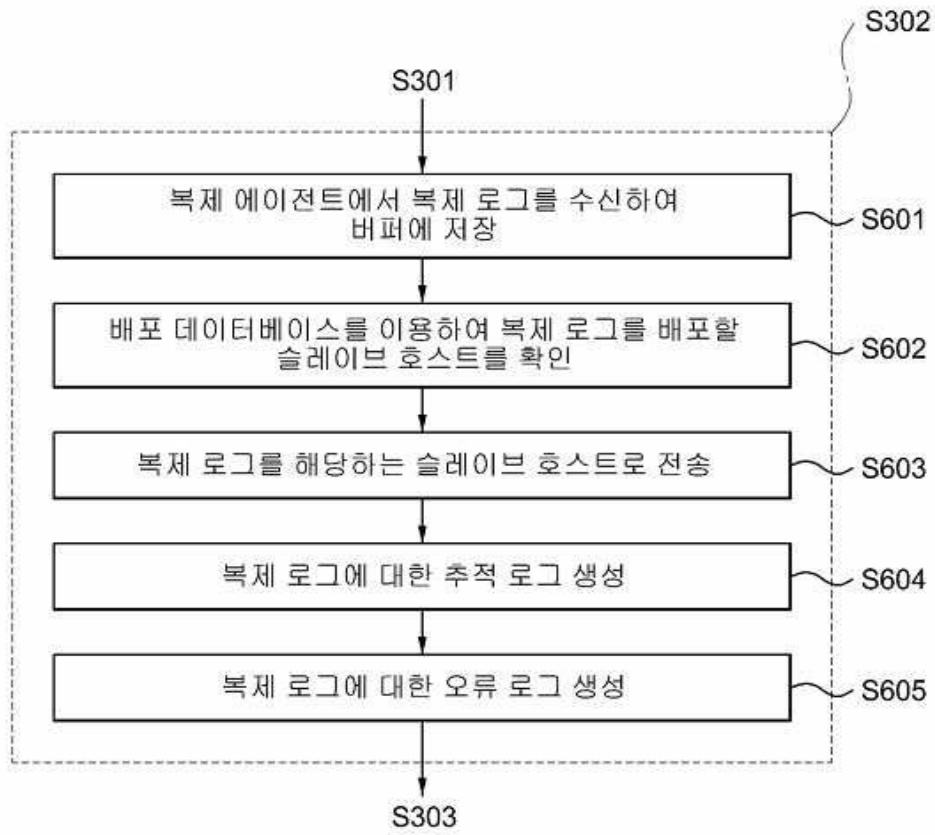 S302
S301
복제 에이전트에서 복제 로그를 수신하여
버퍼에 저장
S601
배포 데이터베이스를 이용하여 복제 로그를 배포할
슬레이브 호스트를 확인
S602
복제 로그를 해당하는 슬레이브 호스트로 전송
S603
복제 로그에 대한 추적 로그 생성
S604
복제 로그에 대한 오류 로그 생성
S605
S303